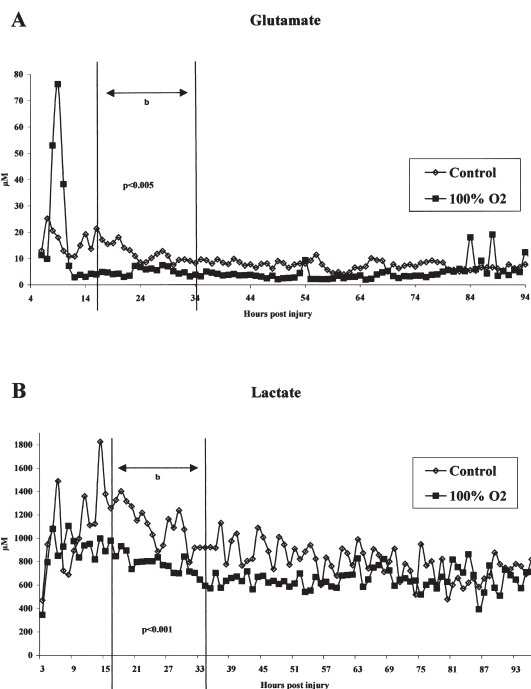 A
Glutamate
80
70
60
50
40
30
20
10
0
µM
b
p<0.005
Control
100% O2
4 14 24 34 44 54 64 74 84 94
Hours post injury
B
Lactate
1800
1600
1400
1200
1000
800
600
400
200
0
µM
b
p<0.001
Control
100% O2
3 9 15 21 27 33 39 45 51 57 63 69 75 81 87 93
Hours post injury